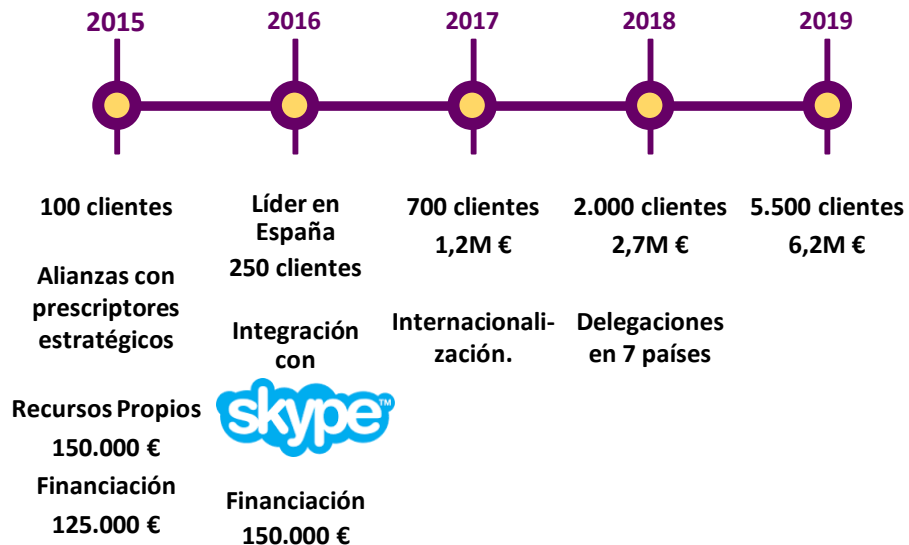 2015
2016
2017
2018
2019
100 clientes
Alianzas con
prescriptores
estratégicos
Recursos Propios
150.000 €
Financiación
125.000 €
Líder en
España
250 clientes
Integración
con
skype™
Financiación
150.000 €
700 clientes
1,2M €
Internacionali-
zación.
2.000 clientes
2,7M €
Delegaciones
en 7 países
5.500 clientes
6,2M €